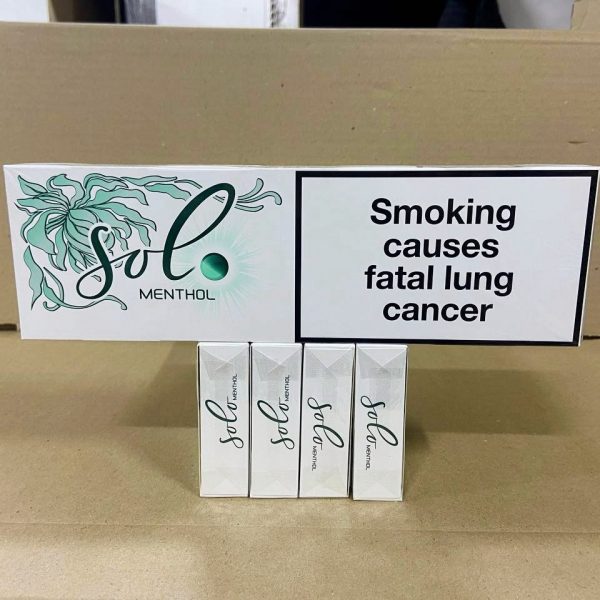 Solo
MENTHOL
Smoking
causes
fatal lung
cancer
solo
MENTHOL
solo
MENTHOL
solo
MENTHOL
solo
MENTHOL